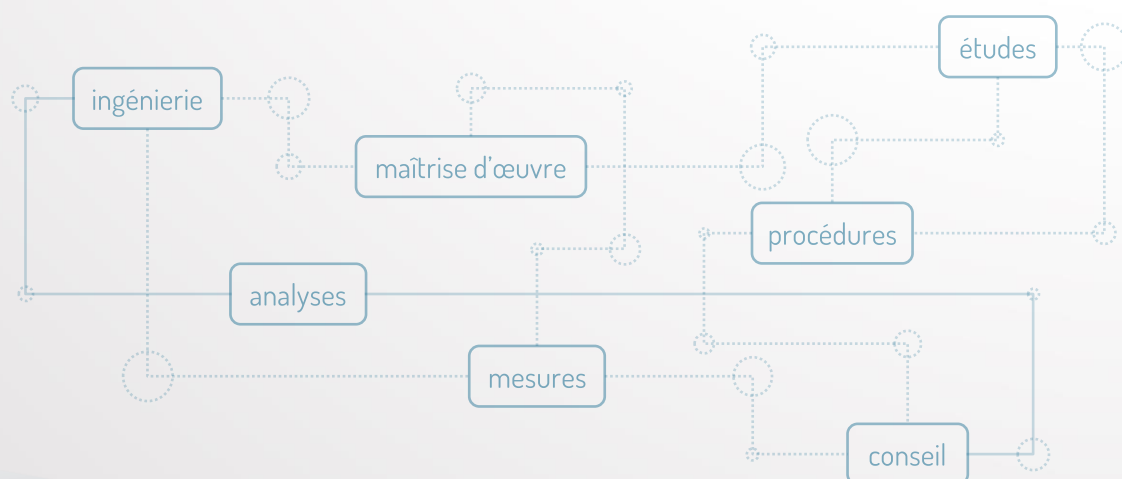 études
ingénierie
maîtrise d’œuvre
procédures
analyses
mesures
conseil